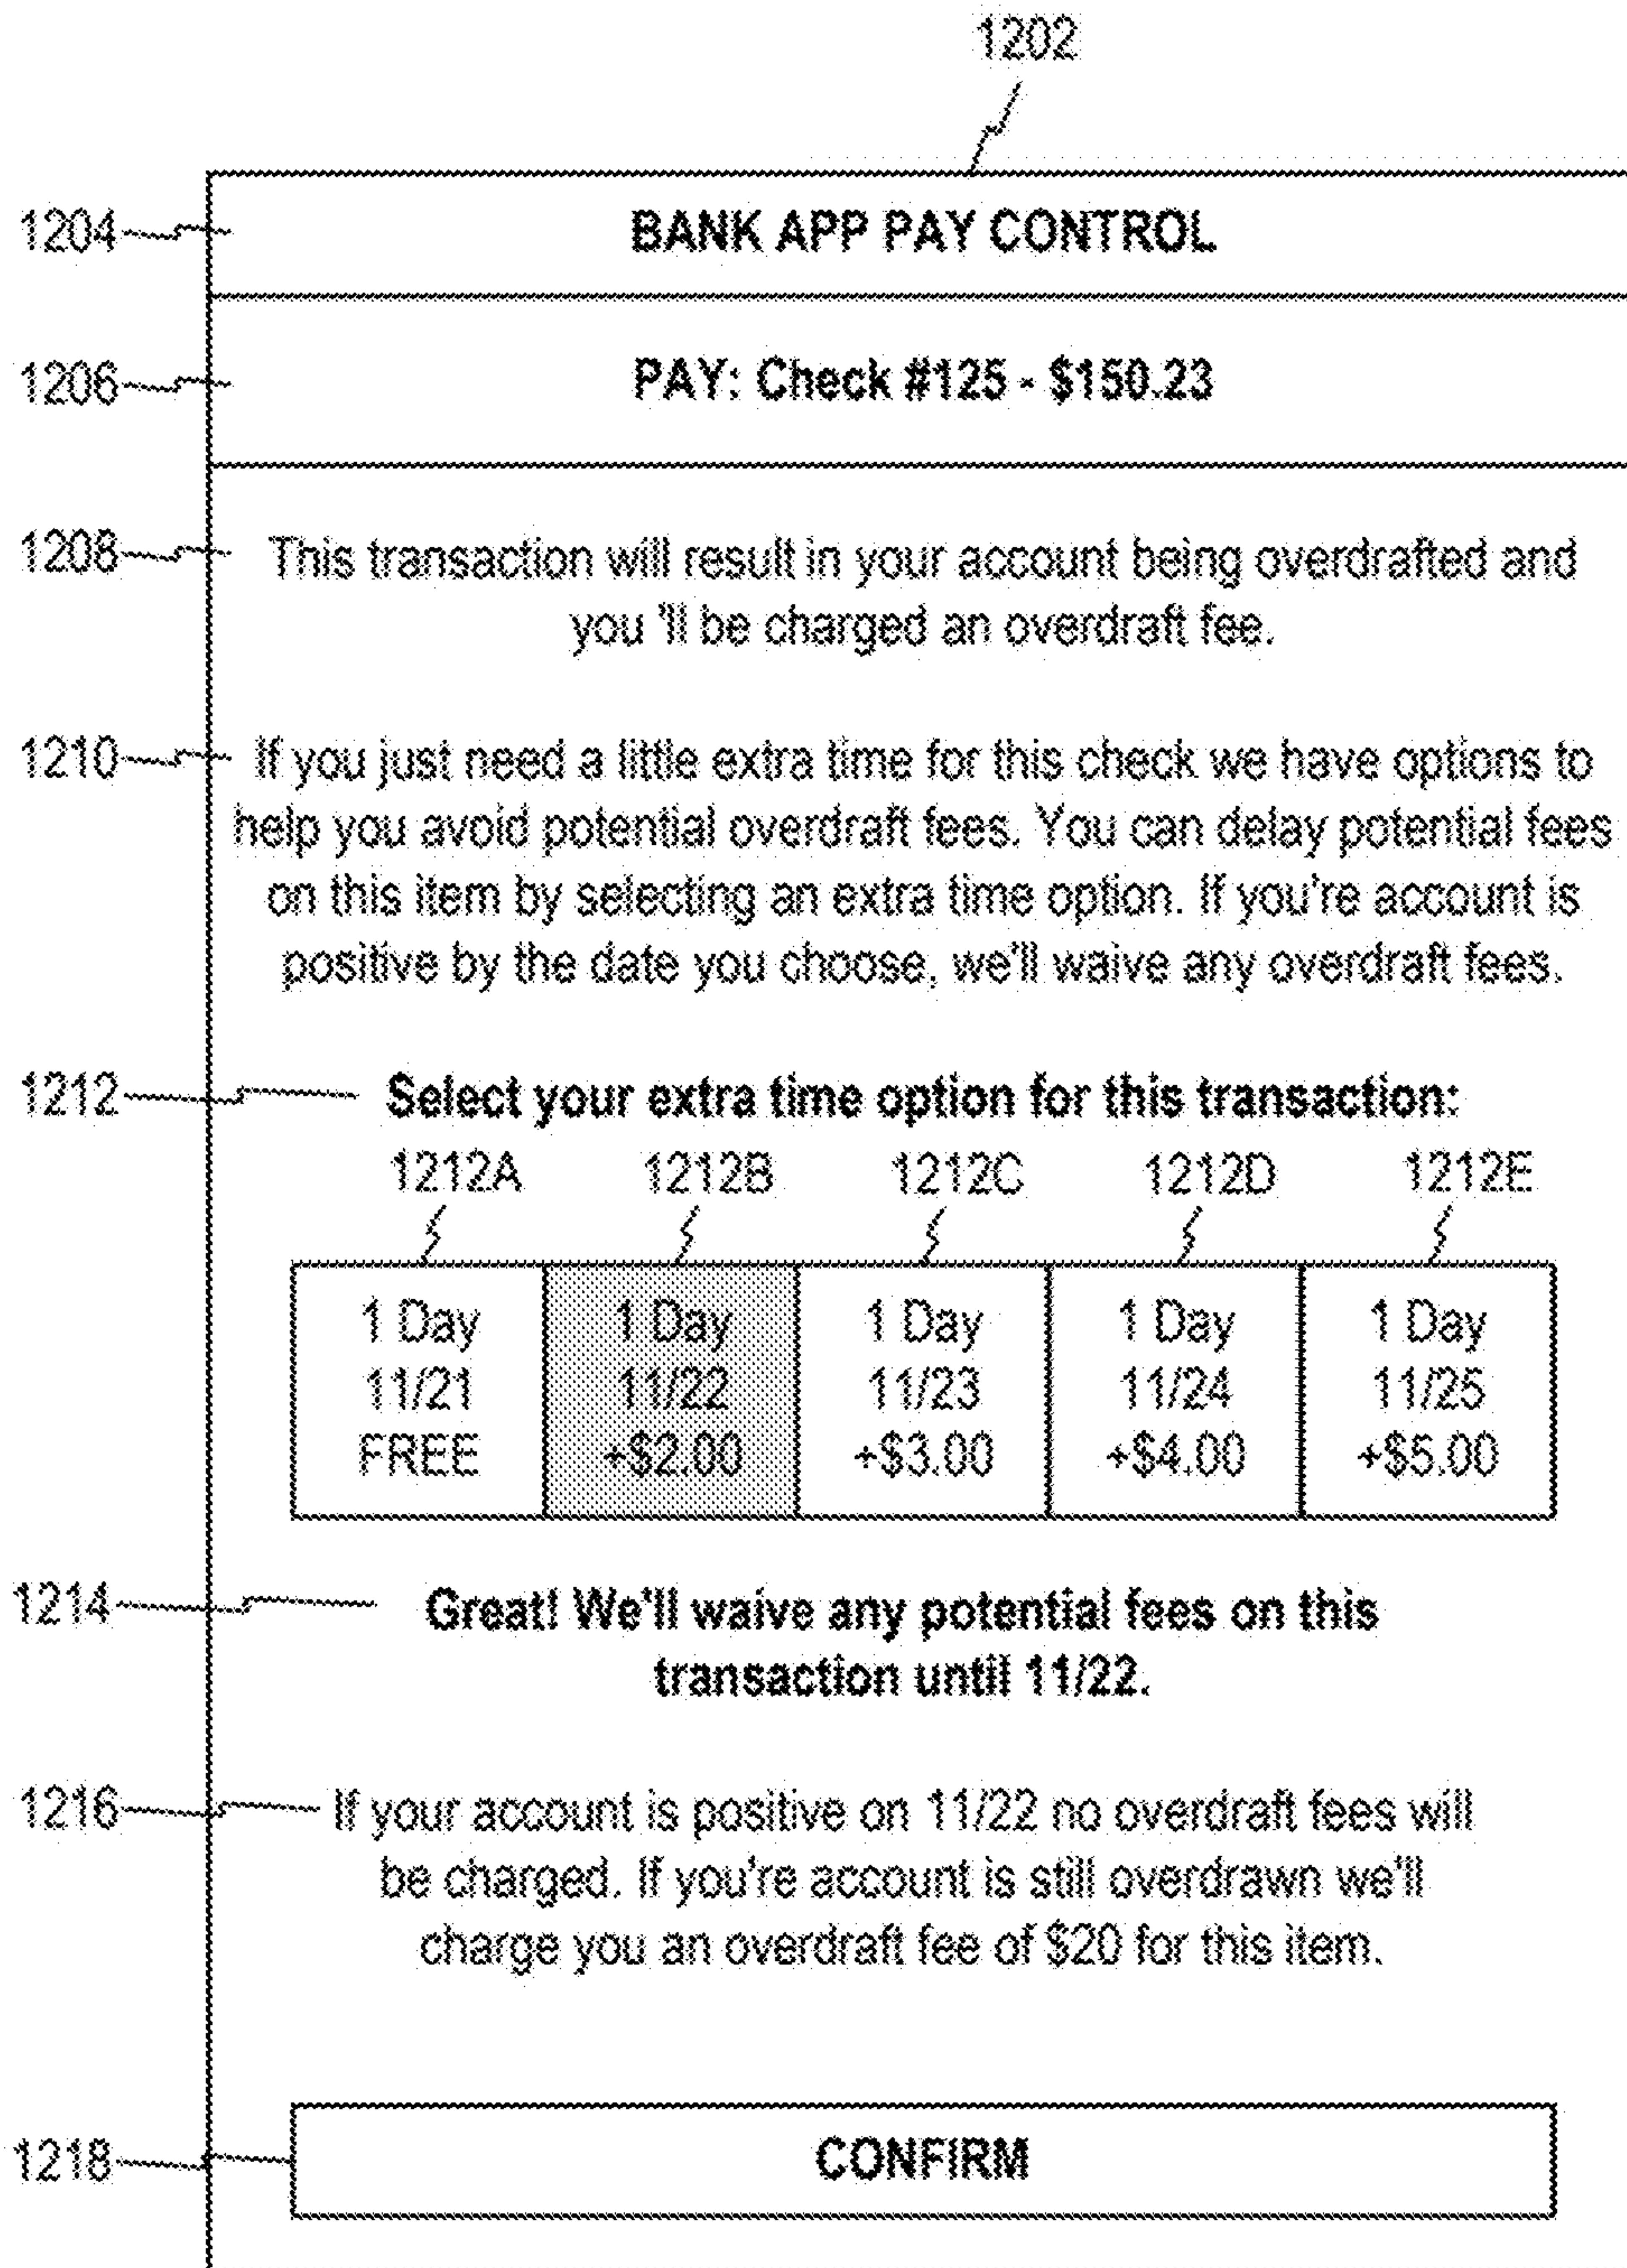 1202
1204 BANK APP PAY CONTROL
1206 PAY: Check #125 - $150.23
1208 This transaction will result in your account being overdrafted and
you 'll be charged an overdraft fee.
1210 If you just need a little extra time for this check we have options to
help you avoid potential overdraft fees. You can delay potential fees
on this item by selecting an extra time option. If you're account is
positive by the date you choose, we'll waive any overdraft fees.
1212 Select your extra time option for this transaction:
1212A 1212B 1212C 1212D 1212E
1 Day 1 Day 1 Day 1 Day 1 Day
11/21 11/22 11/23 11/24 11/25
FREE +$2.00 +$3.00 +$4.00 +$5.00
1214 Great! We'll waive any potential fees on this
transaction until 11/22.
1216 If your account is positive on 11/22 no overdraft fees will
be charged. If you're account is still overdrawn we'll
charge you an overdraft fee of $20 for this item.
1218 CONFIRM